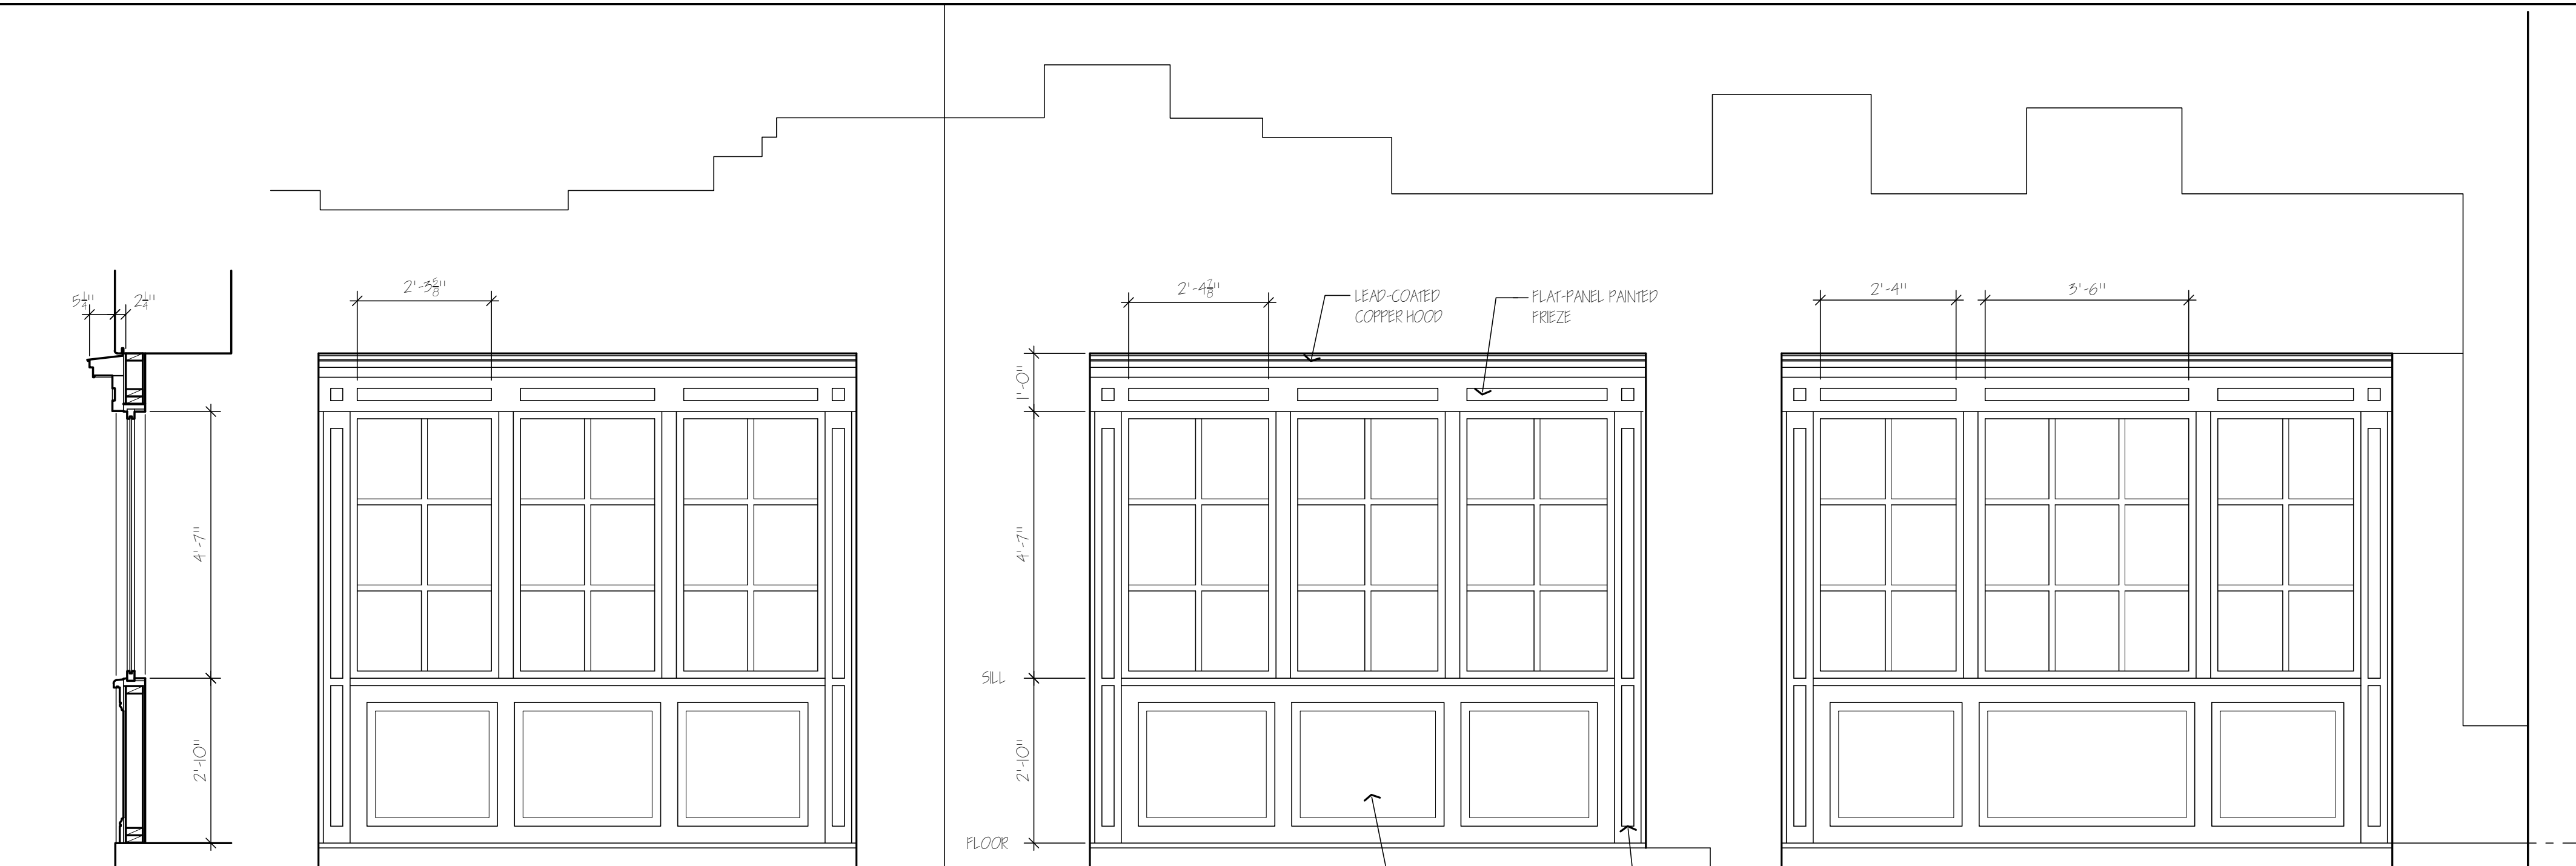 5¼"
2¼"
2'-3⅝"
2'-4⅞"
LEAD-COATED
COPPER HOOD
FLAT-PANEL PAINTED
FRIEZE
2'-4"
3'-6"
1'-0"
4'-7"
4'-7"
SILL
2'-10"
2'-10"
FLOOR